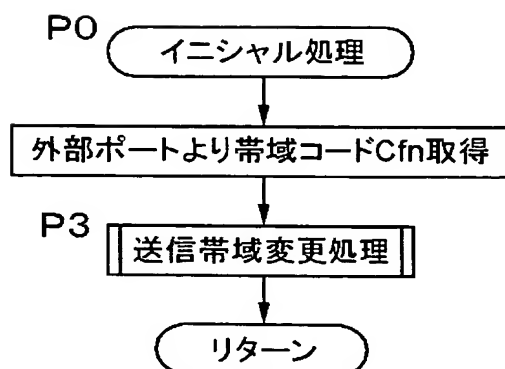 P0
イニシャル処理
外部ポートより帯域コードCfn取得
P3
送信帯域変更処理
リターン